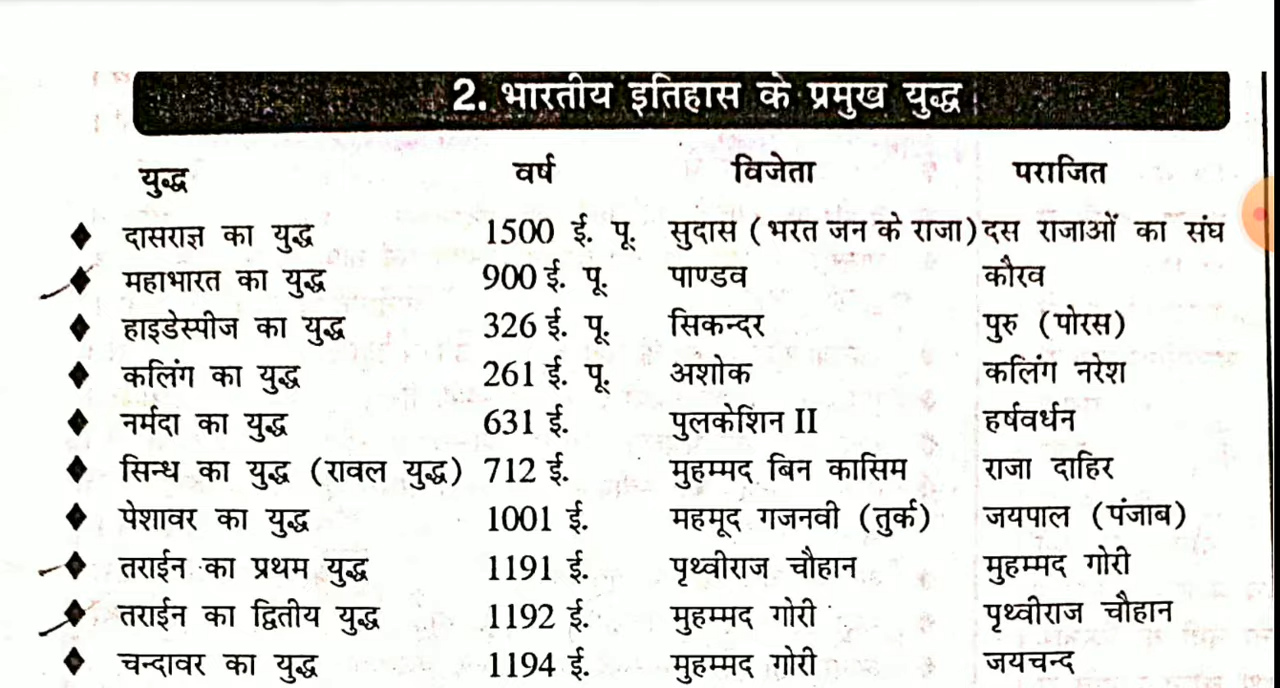 2. भारतीय इतिहास के प्रमुख युद्ध
युद्ध वर्ष विजेता पराजित
दासराज्ञ का युद्ध 1500 ई. पू. सुदास (भरत जन के राजा) दस राजाओं का संघ
महाभारत का युद्ध 900 ई. पू. पाण्डव कौरव
हाइडेस्पीज का युद्ध 326 ई. पू. सिकन्दर पुरु (पोरस)
कलिंग का युद्ध 261 ई. पू. अशोक कलिंग नरेश
नर्मदा का युद्ध 631 ई. पुलकेशिन II हर्षवर्धन
सिन्ध का युद्ध (रावल युद्ध) 712 ई. मुहम्मद बिन कासिम राजा दाहिर
पेशावर का युद्ध 1001 ई. महमूद गजनवी (तुर्क) जयपाल (पंजाब)
तराईन का प्रथम युद्ध 1191 ई. पृथ्वीराज चौहान मुहम्मद गोरी
तराईन का द्वितीय युद्ध 1192 ई. मुहम्मद गोरी पृथ्वीराज चौहान
चन्दावर का युद्ध 1194 ई. मुहम्मद गोरी जयचन्द